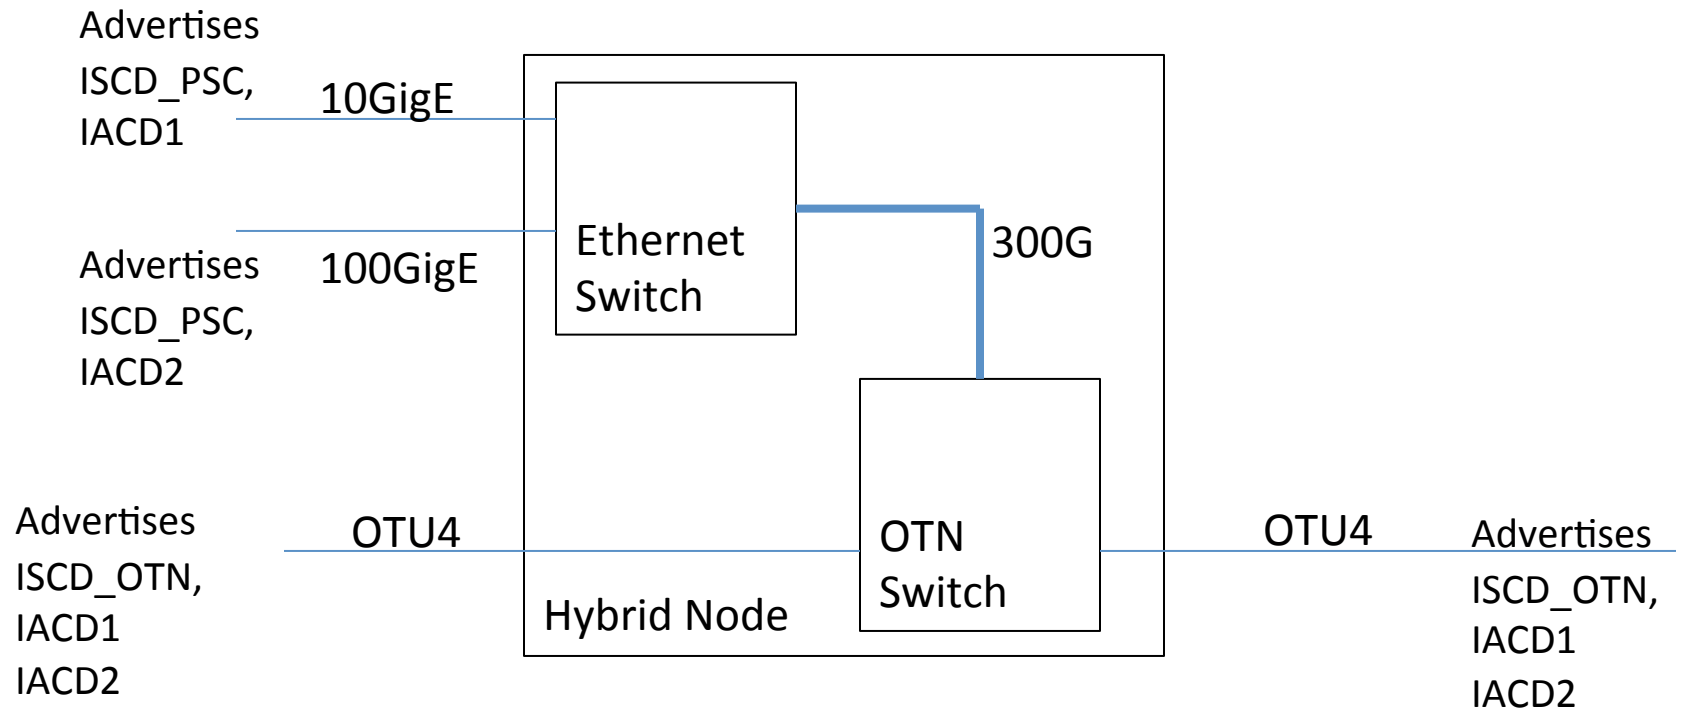 Advertises
ISCD_PSC,
IACD1
10GigE
Advertises
ISCD_PSC,
IACD2
100GigE
Ethernet
Switch
300G
Advertises
ISCD_OTN,
IACD1
IACD2
OTU4
Hybrid Node
OTN
Switch
OTU4
Advertises
ISCD_OTN,
IACD1
IACD2